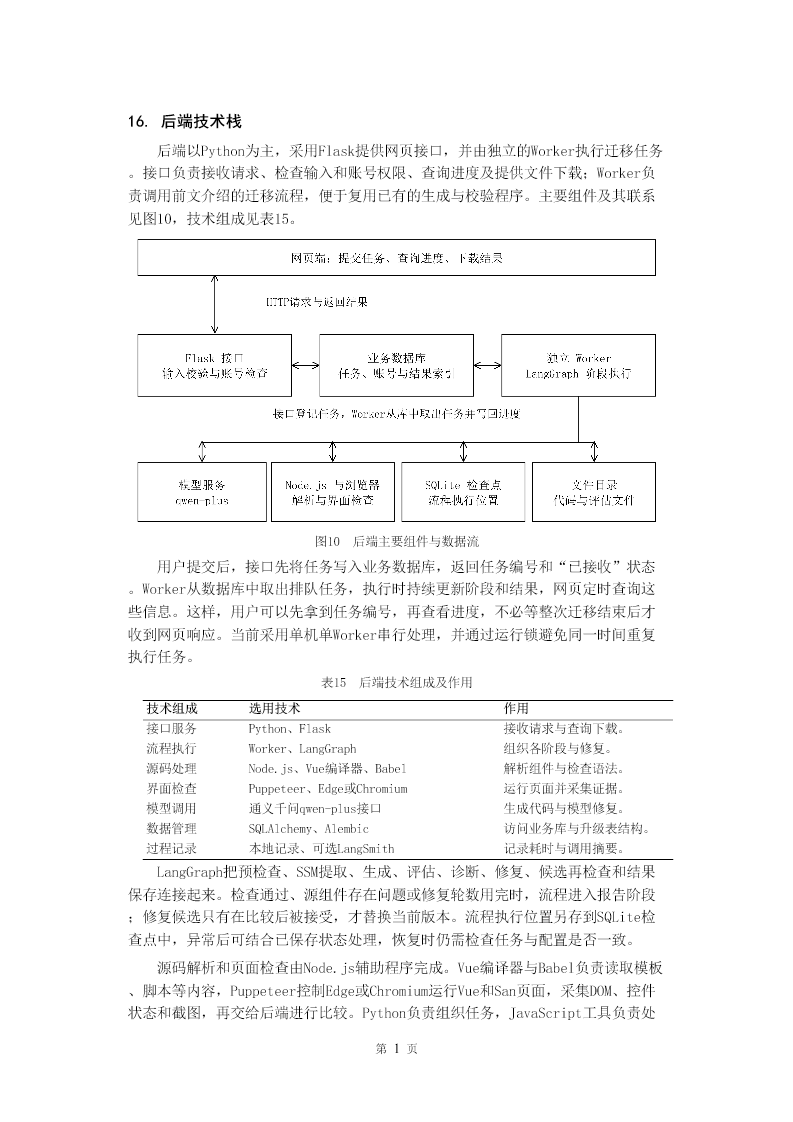 16. 后端技术栈
后端以Python为主，采用Flask提供网页接口，并由独立的Worker执行迁移任务
。接口负责接收请求、检查输入和账号权限、查询进度及提供文件下载；Worker负
责调用前文介绍的迁移流程，便于复用已有的生成与校验程序。主要组件及其联系
见图10，技术组成见表15。
网页端：提交任务、查询进度、下载结果
HTTP请求与返回结果
Flask 接口
输入校验与账号检查
业务数据库
任务、账号与结果索引
独立 Worker
LangGraph 阶段执行
接口登记任务，Worker从库中取出任务并写回进度
模型服务
qwen-plus
Node.js 与浏览器
解析与界面检查
SQLite 检查点
流程执行位置
文件目录
代码与评估文件
图10 后端主要组件与数据流
用户提交后，接口先将任务写入业务数据库，返回任务编号和“已接收”状态
。Worker从数据库中取出排队任务，执行时持续更新阶段和结果，网页定时查询这
些信息。这样，用户可以先拿到任务编号，再查看进度，不必等整次迁移结束后才
收到网页响应。当前采用单机单Worker串行处理，并通过运行锁避免同一时间重复
执行任务。
表15 后端技术组成及作用
技术组成 选用技术 作用
接口服务 Python、Flask 接收请求与查询下载。
流程执行 Worker、LangGraph 组织各阶段与修复。
源码处理 Node.js、Vue编译器、Babel 解析组件与检查语法。
界面检查 Puppeteer、Edge或Chromium 运行页面并采集证据。
模型调用 通义千问qwen-plus接口 生成代码与模型修复。
数据管理 SQLAlchemy、Alembic 访问业务库与升级表结构。
过程记录 本地记录、可选LangSmith 记录耗时与调用摘要。
LangGraph把预检查、SSM提取、生成、评估、诊断、修复、候选再检查和结果
保存连接起来。检查通过、源组件存在问题或修复轮数用完时，流程进入报告阶段
；修复候选只有在比较后被接受，才替换当前版本。流程执行位置另存到SQLite检
查点中，异常后可结合已保存状态处理，恢复时仍需检查任务与配置是否一致。
源码解析和页面检查由Node.js辅助程序完成。Vue编译器与Babel负责读取模板
、脚本等内容，Puppeteer控制Edge或Chromium运行Vue和San页面，采集DOM、控件
状态和截图，再交给后端进行比较。Python负责组织任务，JavaScript工具负责处
第 1 页